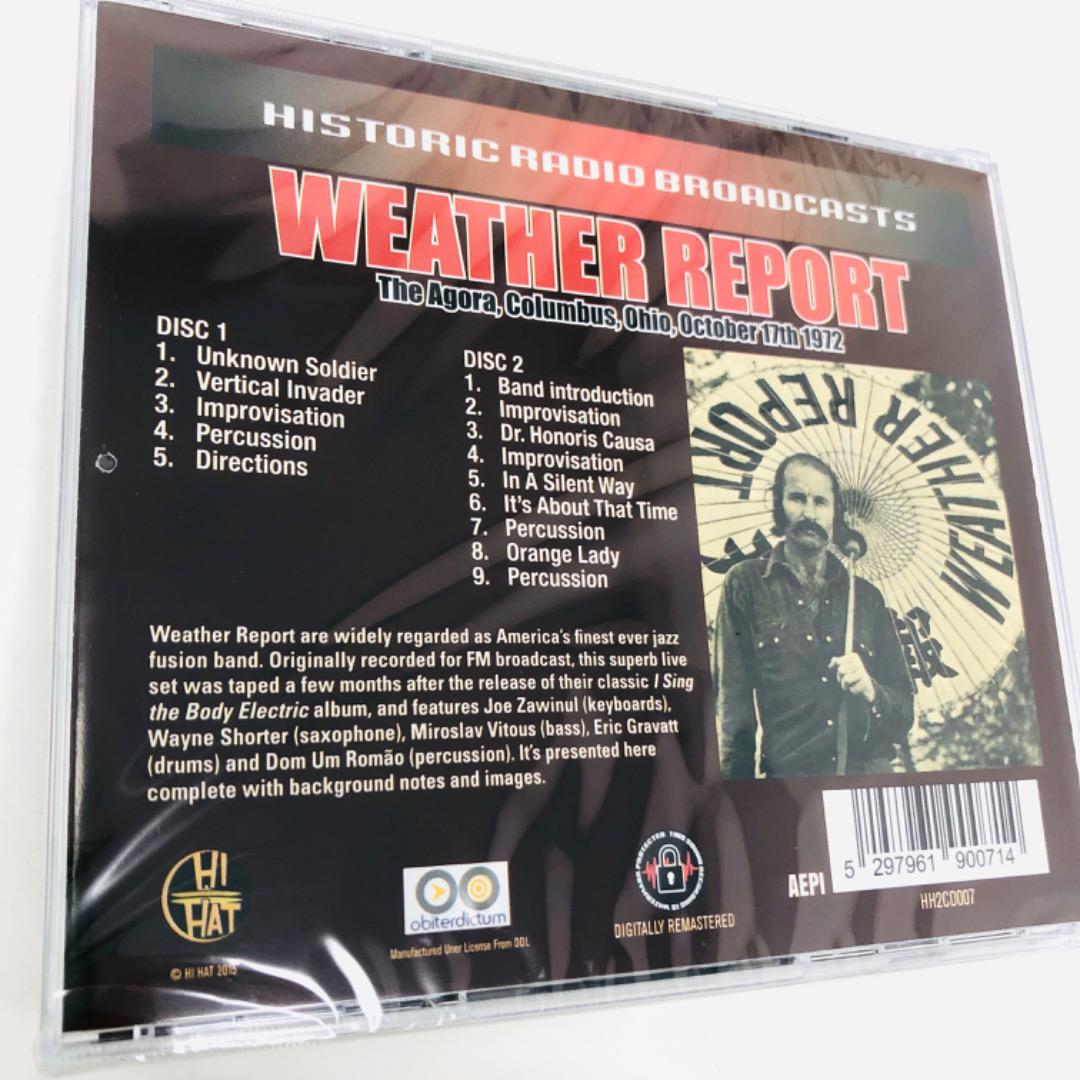 HISTORIC RADIO BROADCASTS
WEATHER REPORT
The Agora, Columbus, Ohio, October 17th 1972
DISC 1
1. Unknown Soldier
2. Vertical Invader
3. Improvisation
4. Percussion
5. Directions
DISC 2
1. Band introduction
2. Improvisation
3. Dr. Honoris Causa
4. Improvisation
5. In A Silent Way
6. It's About That Time
7. Percussion
8. Orange Lady
9. Percussion
WEATHER REPORT
Weather Report are widely regarded as America's finest ever jazz
fusion band. Originally recorded for FM broadcast, this superb live
set was taped a few months after the release of their classic I Sing
the Body Electric album, and features Joe Zawinul (keyboards),
Wayne Shorter (saxophone), Miroslav Vitous (bass), Eric Gravatt
(drums) and Dom Um Romão (percussion). It's presented here
complete with background notes and images.
HI
HAT
© HI HAT 2015
obiterdictum
Manufactured Uner License From ODL
DIGITALLY REMASTERED
AEPI
5 297961 900714
HH2CD007